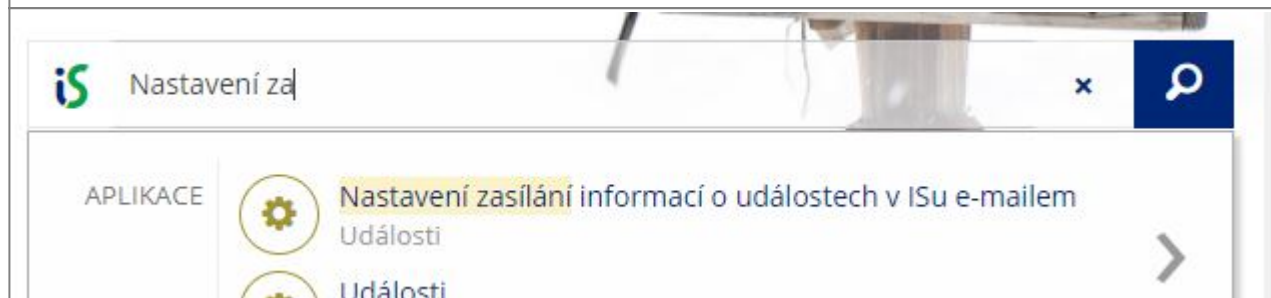 iS Nastavení za ×
APLIKACE Nastavení zasílání informací o událostech v ISu e-mailem
Události
Události